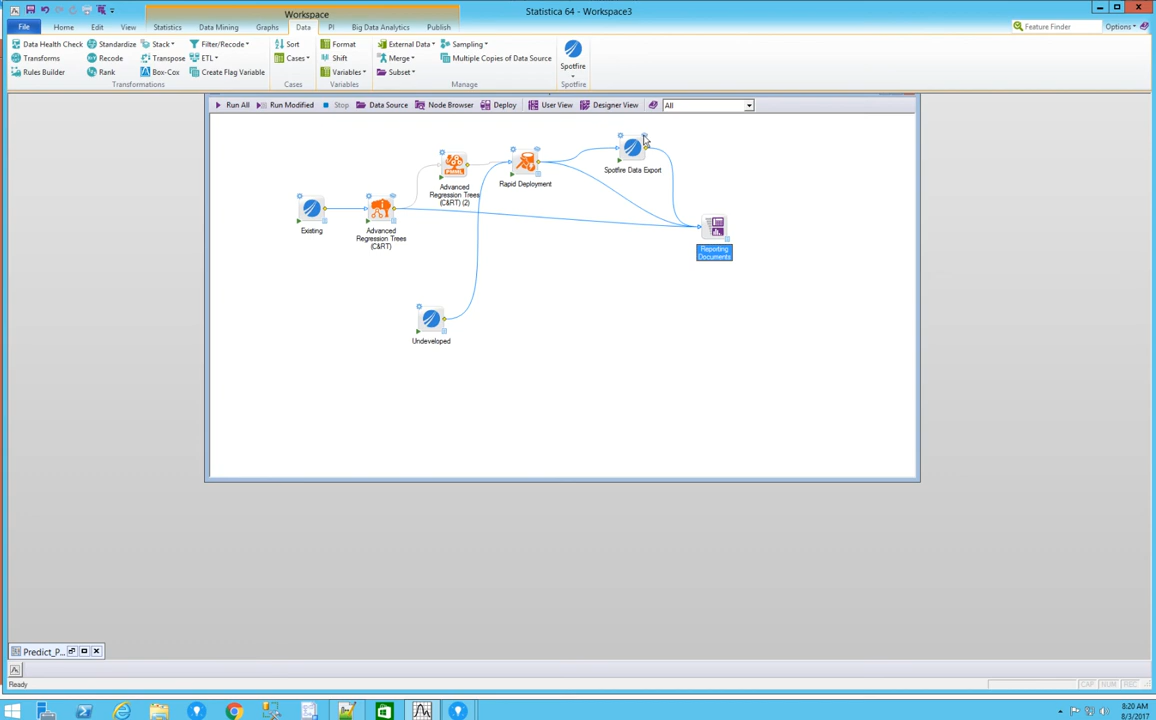 Workspace
Statistica 64 - Workspace3
File Home Edit View Statistics Data Mining Graphs Data PI Big Data Analytics Publish Feature Finder Options
Data Health Check Standardize Stack Filter/Recode Sort Format External Data Sampling
Transforms Recode Transpose ETL Cases Shift Merge Multiple Copies of Data Source Spotfire
Rules Builder Rank Box-Cox Create Flag Variable Variables Subset
Transformations Cases Variables Manage Spotfire
Run All Run Modified Stop Data Source Node Browser Deploy User View Designer View All
Spotfire Data Export
PMML
Rapid Deployment
Advanced
Regression Trees
(C&RT) (2)
Existing
Advanced
Regression Trees
(C&RT)
Reporting
Documents
Undeveloped
Predict_P...
Ready
CAP NUM REC
8:20 AM
8/3/2017